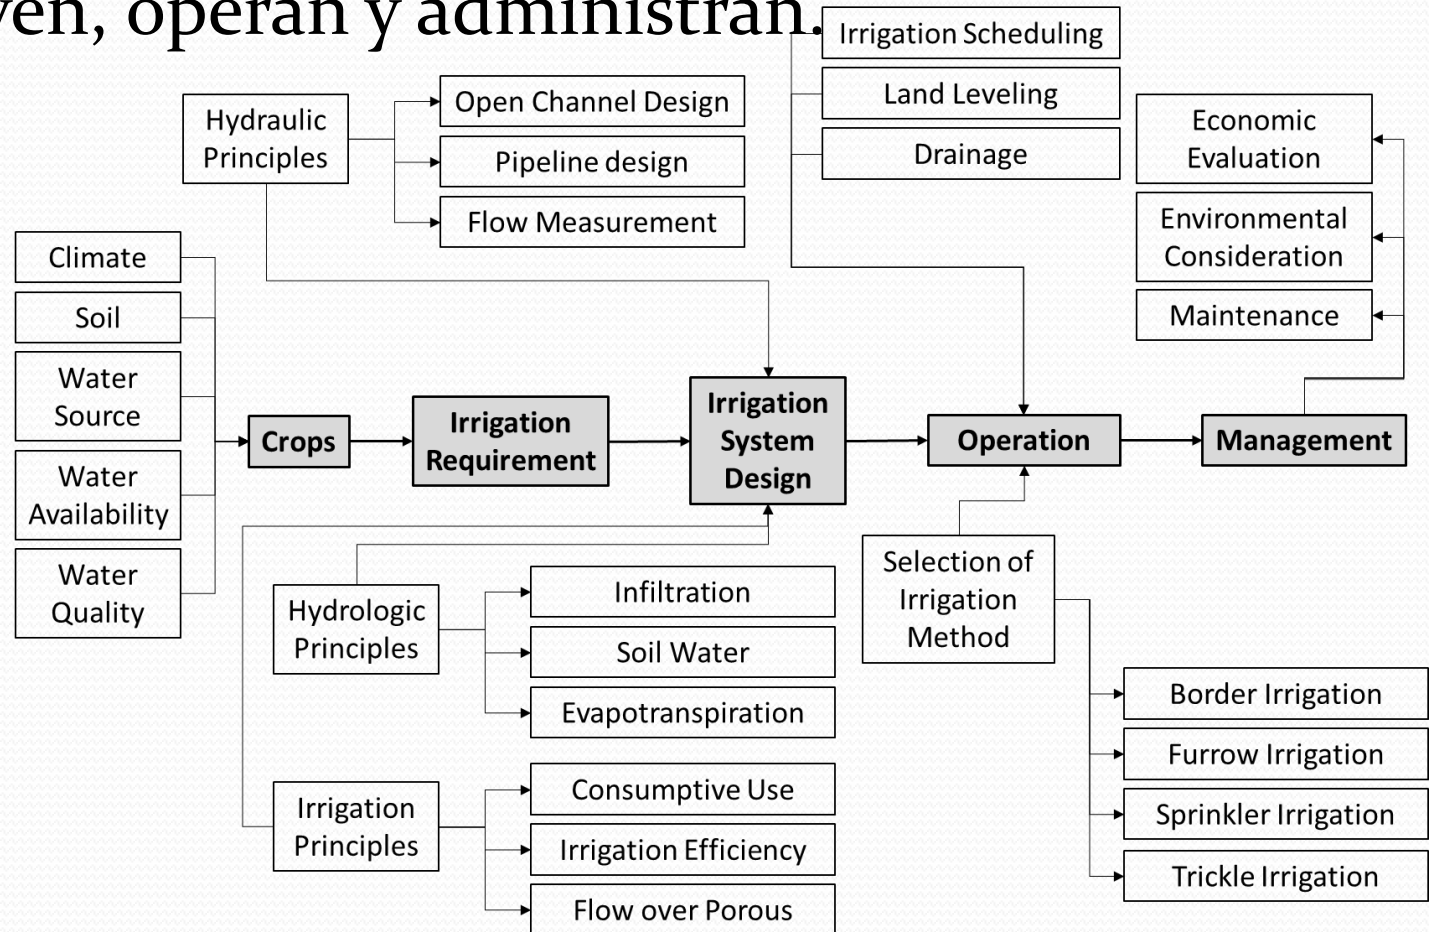 ven, operan y administran.
Irrigation Scheduling
Land Leveling
Drainage
Hydraulic
Principles
Open Channel Design
Pipeline design
Flow Measurement
Economic
Evaluation
Environmental
Consideration
Maintenance
Climate
Soil
Water
Source
Water
Availability
Water
Quality
Crops
Irrigation
Requirement
Irrigation
System
Design
Operation
Management
Hydrologic
Principles
Infiltration
Soil Water
Evapotranspiration
Selection of
Irrigation
Method
Border Irrigation
Furrow Irrigation
Sprinkler Irrigation
Trickle Irrigation
Irrigation
Principles
Consumptive Use
Irrigation Efficiency
Flow over Porous